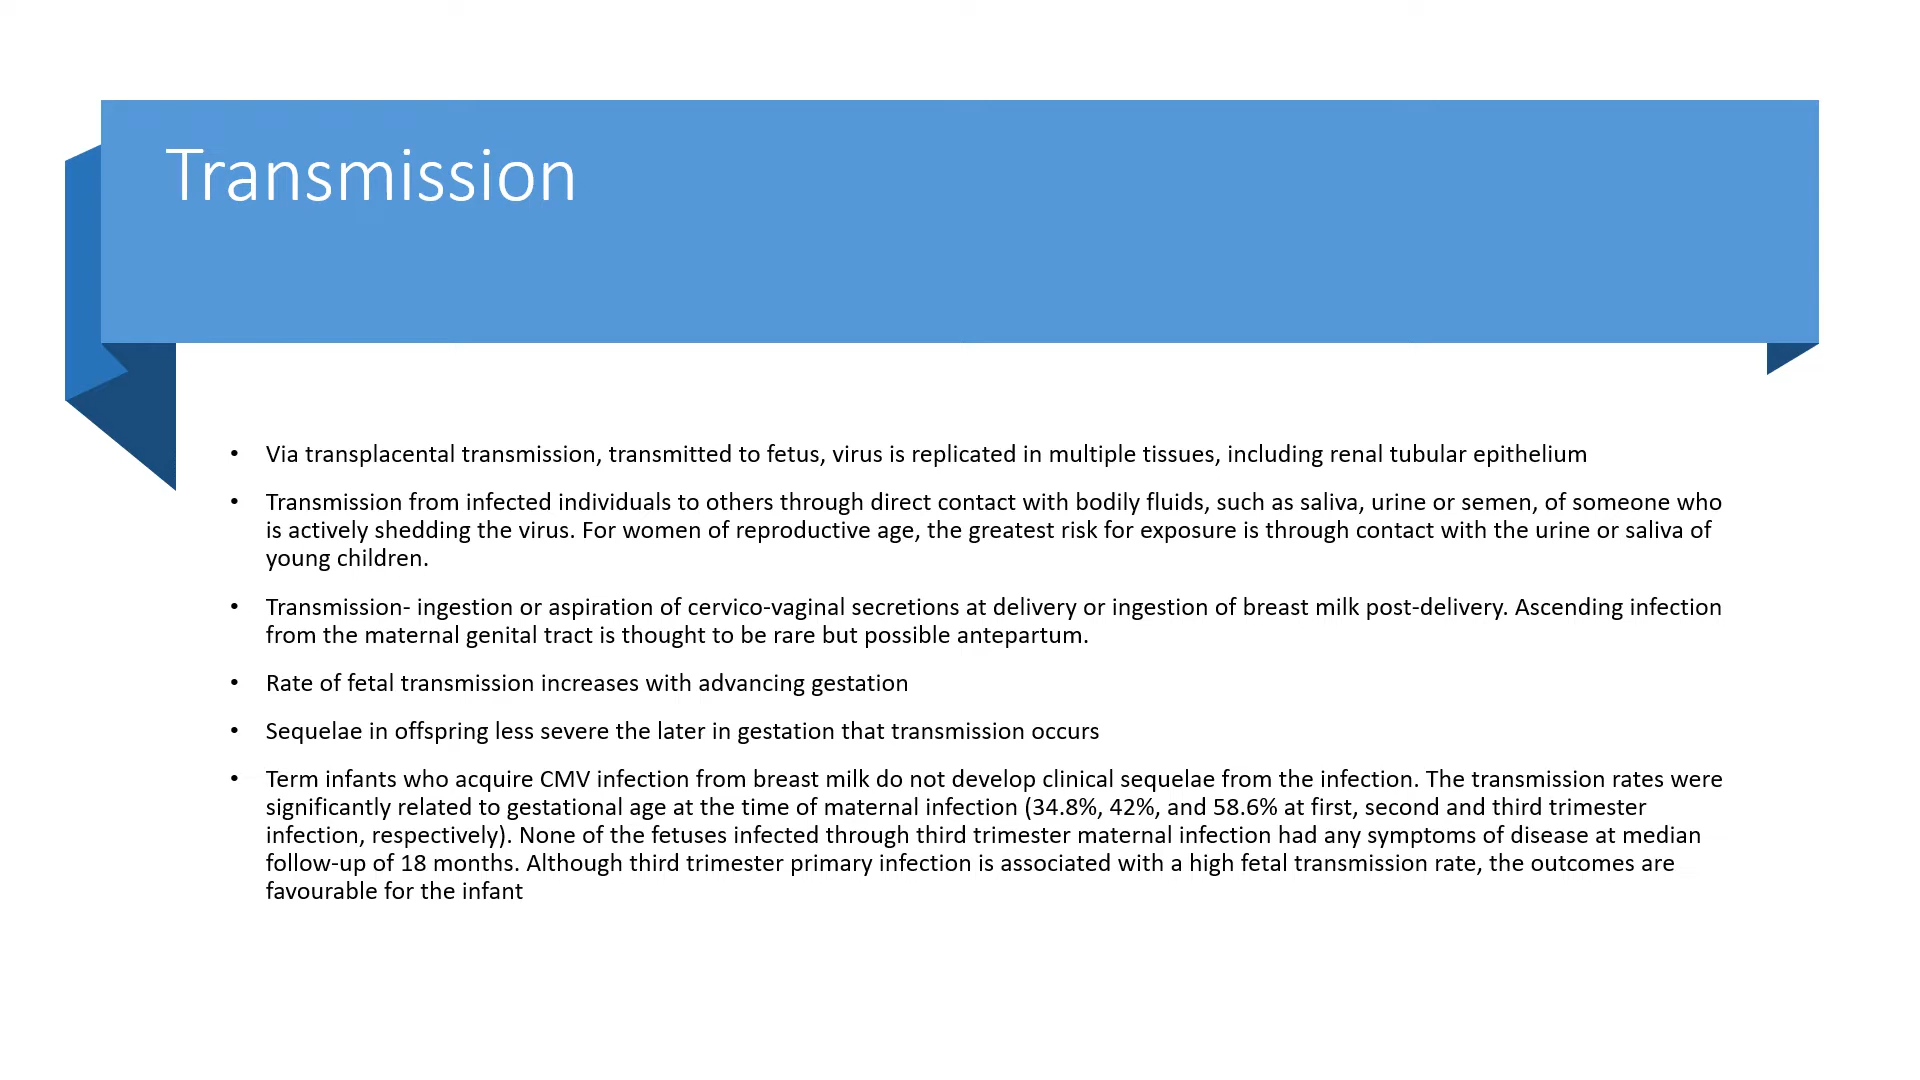 Transmission
• Via transplacental transmission, transmitted to fetus, virus is replicated in multiple tissues, including renal tubular epithelium
• Transmission from infected individuals to others through direct contact with bodily fluids, such as saliva, urine or semen, of someone who
is actively shedding the virus. For women of reproductive age, the greatest risk for exposure is through contact with the urine or saliva of
young children.
• Transmission- ingestion or aspiration of cervico-vaginal secretions at delivery or ingestion of breast milk post-delivery. Ascending infection
from the maternal genital tract is thought to be rare but possible antepartum.
• Rate of fetal transmission increases with advancing gestation
• Sequelae in offspring less severe the later in gestation that transmission occurs
• Term infants who acquire CMV infection from breast milk do not develop clinical sequelae from the infection. The transmission rates were
significantly related to gestational age at the time of maternal infection (34.8%, 42%, and 58.6% at first, second and third trimester
infection, respectively). None of the fetuses infected through third trimester maternal infection had any symptoms of disease at median
follow-up of 18 months. Although third trimester primary infection is associated with a high fetal transmission rate, the outcomes are
favourable for the infant